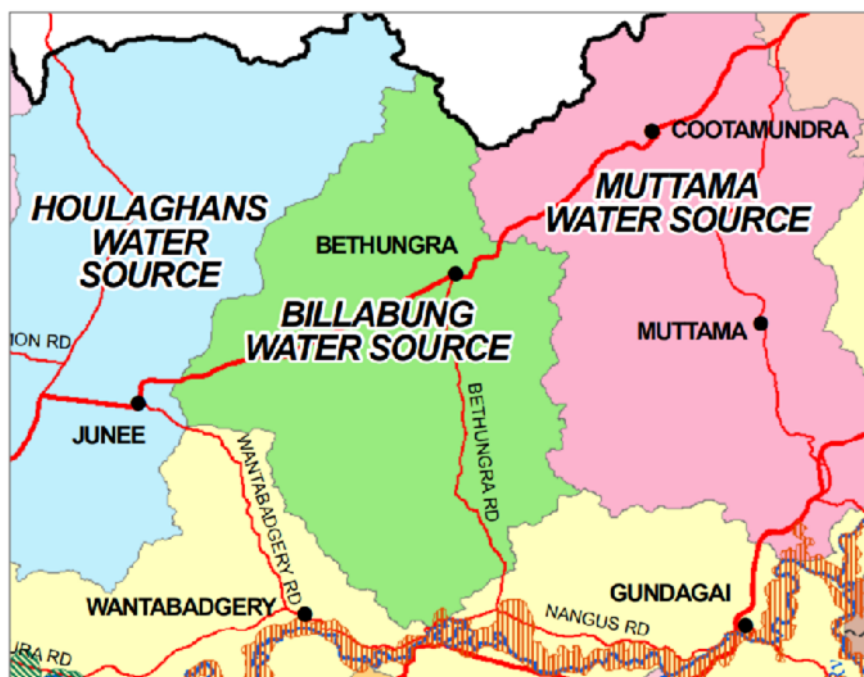 COOTAMUNDRA
MUTTAMA
WATER SOURCE
HOULAGHANS
WATER
SOURCE
BETHUNGRA
BILLABUNG
WATER SOURCE
MUTTAMA
ION RD
BETHUNGRA RD
JUNEE
WANTABADGERY RD
WANTABADGERY
GUNDAGAI
NANGUS RD
URA RD